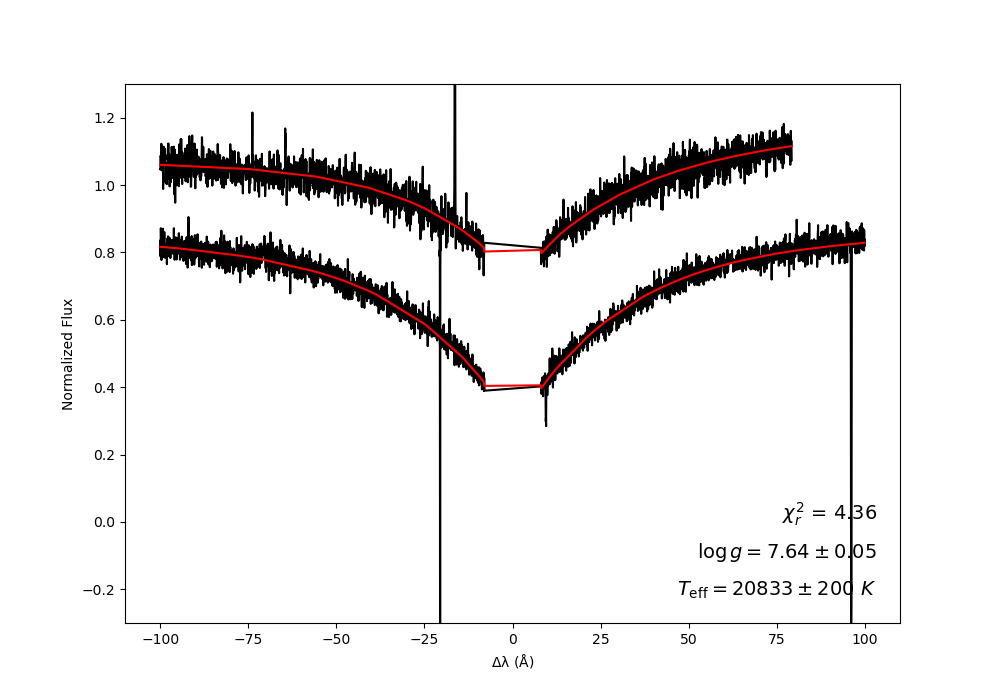 1.2
1.0
0.8
0.6
0.4
0.2
0.0
−0.2
Normalized Flux
χ²ᵣ = 4.36
log g = 7.64 ± 0.05
T_eff = 20833 ± 200 K
−100 −75 −50 −25 0 25 50 75 100
Δλ (Å)